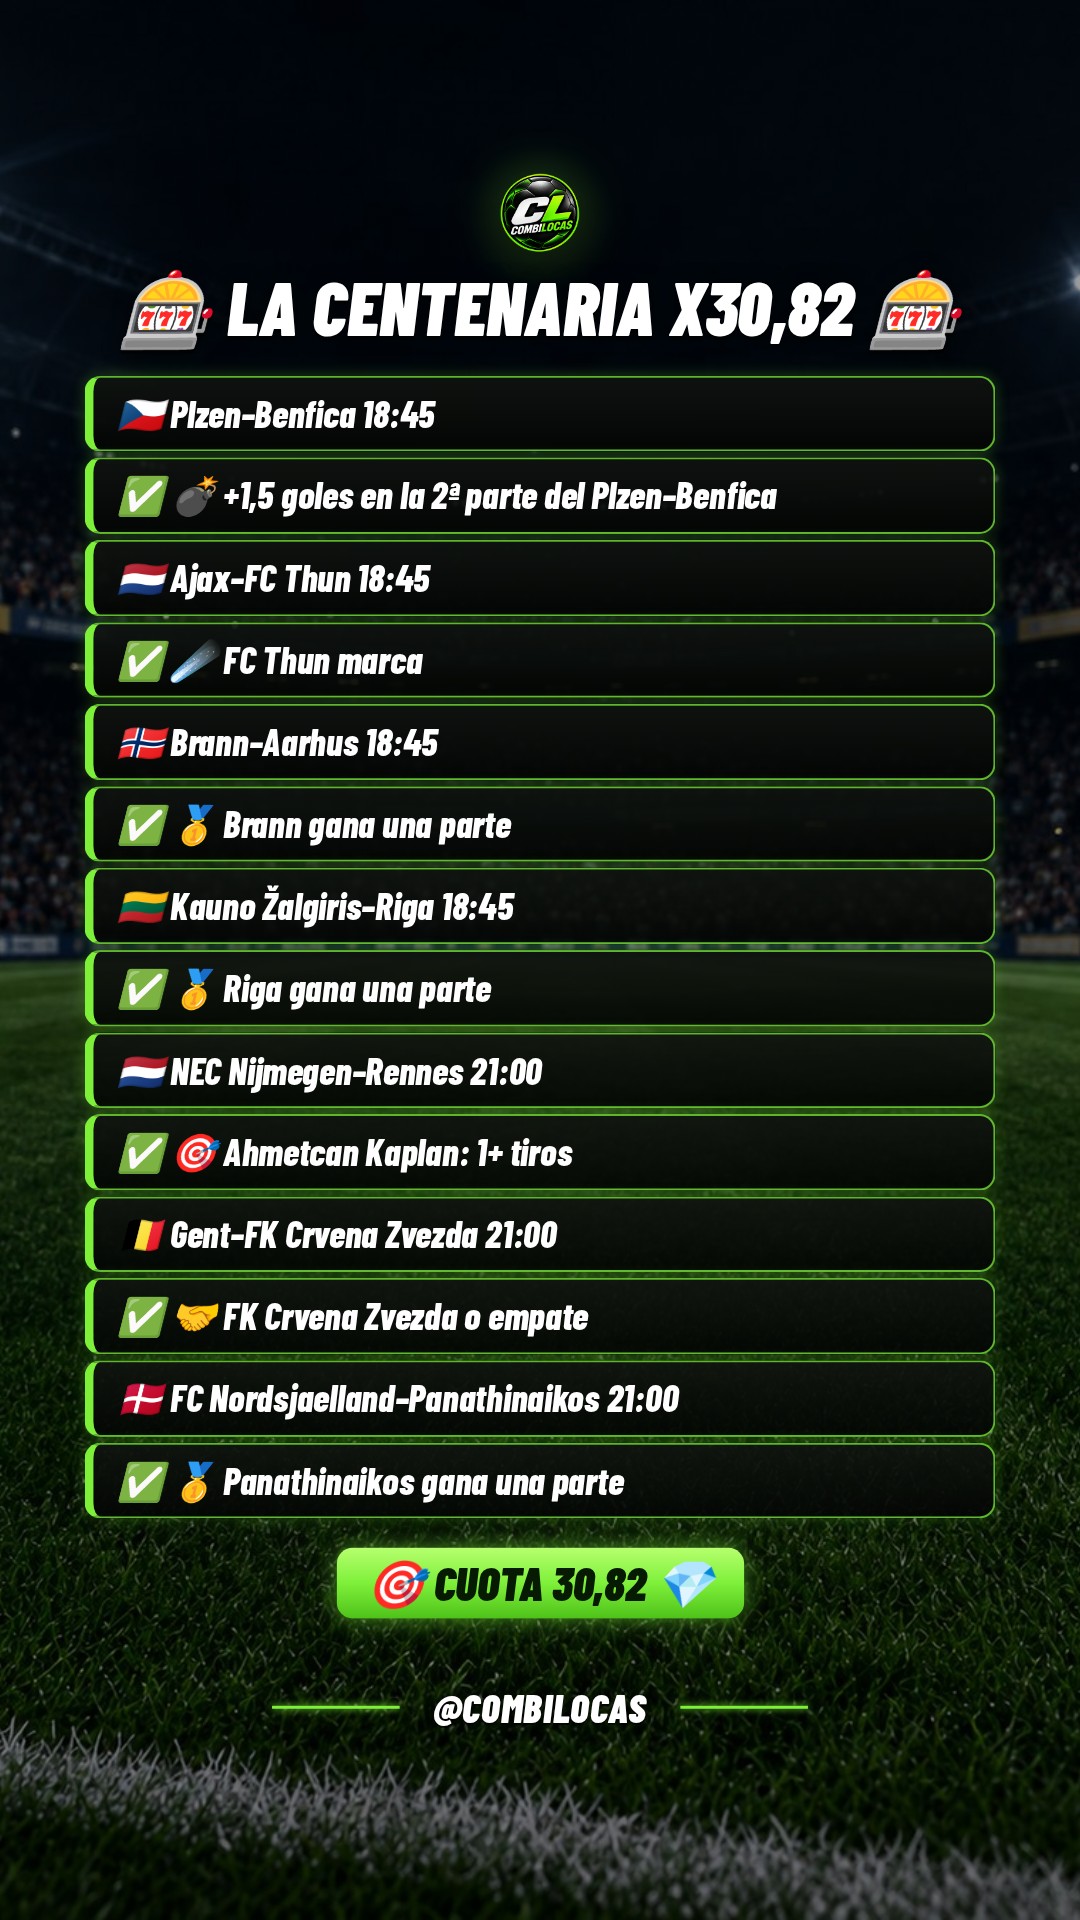 CL
COMBILOCAS
🎰 LA CENTENARIA X30,82 🎰
🇨🇿 Plzen-Benfica 18:45
✅ 💣 +1,5 goles en la 2ª parte del Plzen-Benfica
🇳🇱 Ajax-FC Thun 18:45
✅ ☄️ FC Thun marca
🇳🇴 Brann-Aarhus 18:45
✅ 🥇 Brann gana una parte
🇱🇹 Kauno Žalgiris-Riga 18:45
✅ 🥇 Riga gana una parte
🇳🇱 NEC Nijmegen-Rennes 21:00
✅ 🎯 Ahmetcan Kaplan: 1+ tiros
🇧🇪 Gent-FK Crvena Zvezda 21:00
✅ 🤝 FK Crvena Zvezda o empate
🇩🇰 FC Nordsjaelland-Panathinaikos 21:00
✅ 🥇 Panathinaikos gana una parte
🎯 CUOTA 30,82 💎
@COMBILOCAS